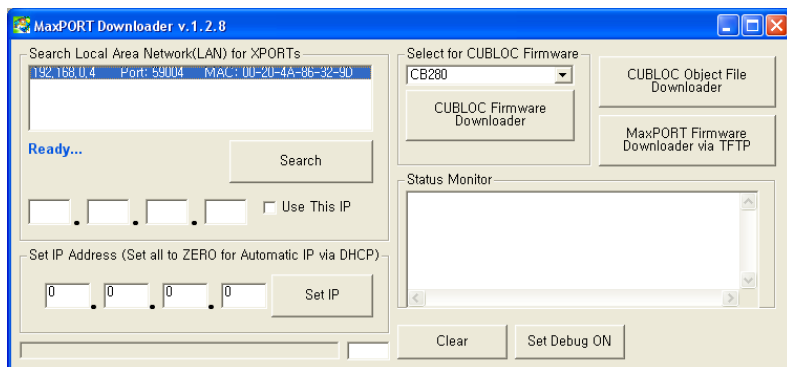 MaxPORT Downloader v.1.2.8
Search Local Area Network(LAN) for XPORTs
192,168,0,4 Port: 59004 MAC: 00-20-4A-86-32-9D
Ready...
Search
Use This IP
Set IP Address (Set all to ZERO for Automatic IP via DHCP)
0 . 0 . 0 . 0
Set IP
Select for CUBLOC Firmware
CB280
CUBLOC Firmware
Downloader
CUBLOC Object File
Downloader
MaxPORT Firmware
Downloader via TFTP
Status Monitor
Clear
Set Debug ON